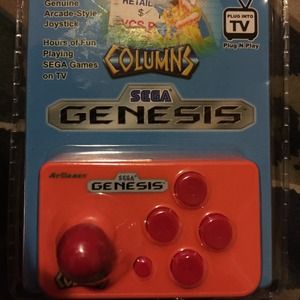 Genuine
Arcade-Style
Joystick
RETAIL
$
PLUG INTO
TV
Plug N Play
Hours of Fun
Playing
SEGA Games
on TV
COLUMNS
SEGA
GENESIS
AtGames
SEGA
GENESIS